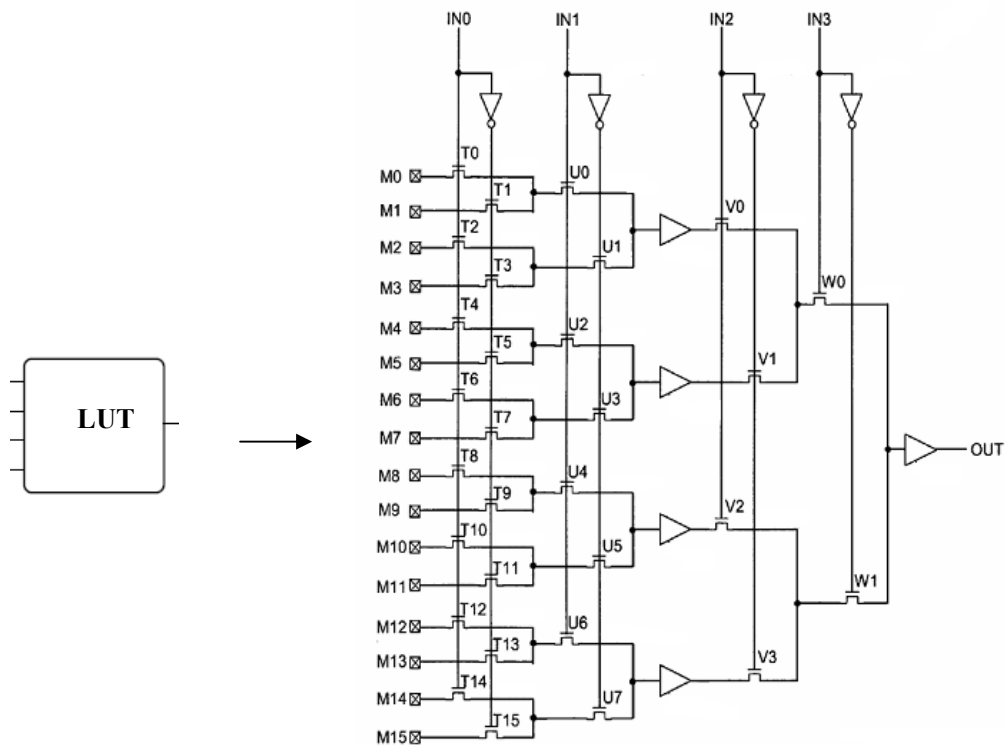 IN0 IN1 IN2 IN3
T0
M0 U0
T1
M1 V0
T2
M2 U1
T3
M3 W0
T4
M4 U2
T5 V1
M5
T6
M6 U3
T7
M7
LUT
T8
M8 U4 OUT
T9
M9 V2
T10
M10 U5
T11
M11 W1
T12
M12 U6
T13
M13 V3
T14
M14 U7
T15
M15